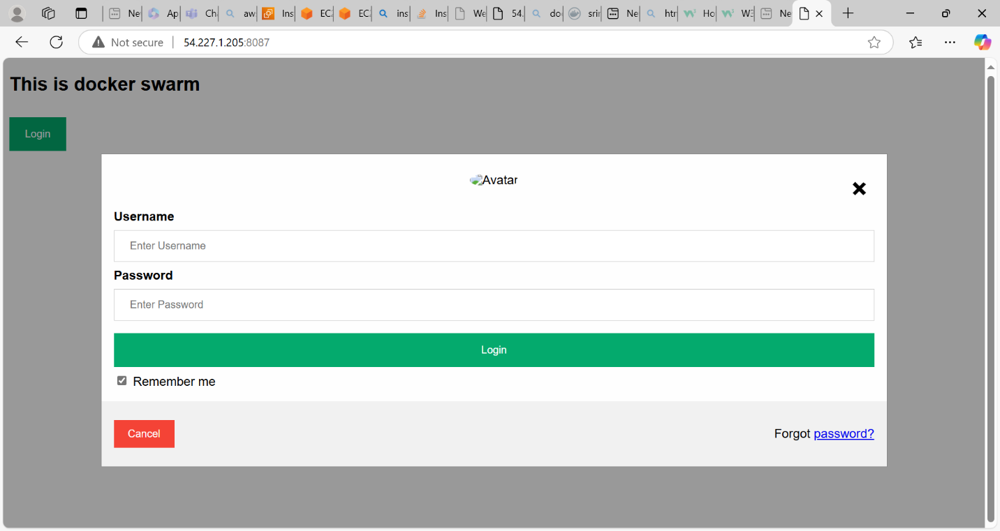 Ne
Ap
Ch
aw
Ins
EC
EC
ins
Ins
We
54.
do
srin
Ne
htr
Ho
W3
Ne
Not secure
54.227.1.205:8087
This is docker swarm
Login
Avatar
Username
Enter Username
Password
Enter Password
Login
Remember me
Cancel
Forgot password?